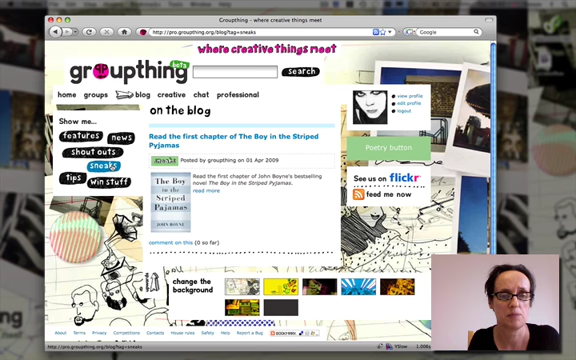 Groupthing - where creative things meet
http://pro.groupthing.org/blog?tag=sneaks
Google
where creative things meet
groupthing beta
search
home groups blog creative chat professional
Show me...
features news
shout outs
sneaks
tips win stuff
on the blog
Read the first chapter of The Boy in the Striped Pyjamas
Posted by groupthing on 01 Apr 2009
Read the first chapter of John Boyne's bestselling
novel The Boy in the Striped Pyjamas.
read more
The Boy
in the
Striped
Pyjamas
JOHN BOYNE
comment on this (0 so far)
view profile
edit profile
logout
Poetry button
See us on flickr
feed me now
change the
background
About Terms Privacy Competitions Contacts House rules Safety Help Report a Bug BOOKMARK
http://pro.groupthing.org/blog?tag=sneaks
YSlow